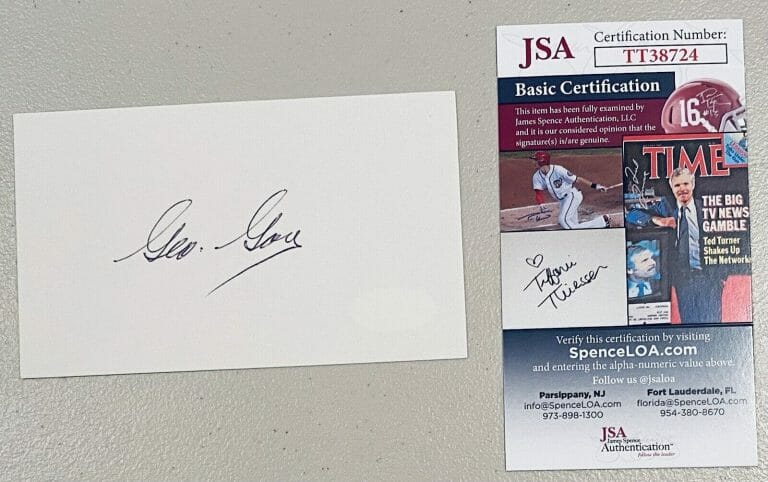 Geo. Gou
JSA
Certification Number:
TT38724
Basic Certification
This item has been fully examined by
James Spence Authentication, LLC
and it is our considered opinion that the
signature(s) is/are genuine.
16
TIME
THE BIG
TV NEWS
GAMBLE
Ted Turner
Shakes Up
The Network
Tiffani
Thiessen
Verify this certification by visiting
SpenceLOA.com
and entering the alpha-numeric value above.
Follow us @jsaloa
Parsippany, NJ
info@SpenceLOA.com
973-898-1300
Fort Lauderdale, FL
florida@SpenceLOA.com
954-380-8670
JSA
James Spence
Authentication
follow the leader